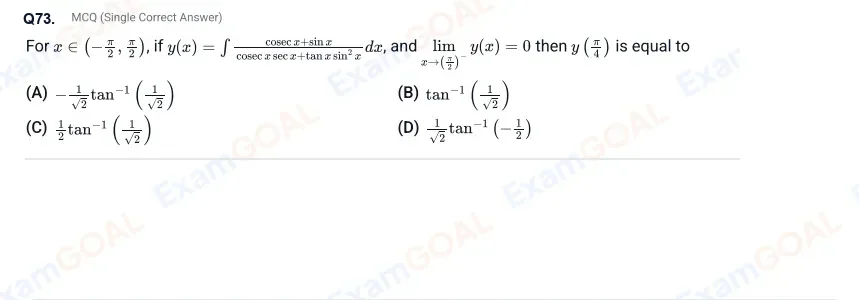 Q73. MCQ (Single Correct Answer)
For x ∈ (−π/2, π/2), if y(x) = ∫ (cosec x+sin x)/(cosec x sec x+tan x sin² x) dx, and lim x→(π/2)⁻ y(x) = 0 then y(π/4) is equal to
(A) −1/√2 tan⁻¹(1/√2)
(B) tan⁻¹(1/√2)
(C) 1/2 tan⁻¹(1/√2)
(D) 1/√2 tan⁻¹(−1/2)
ExamGOAL